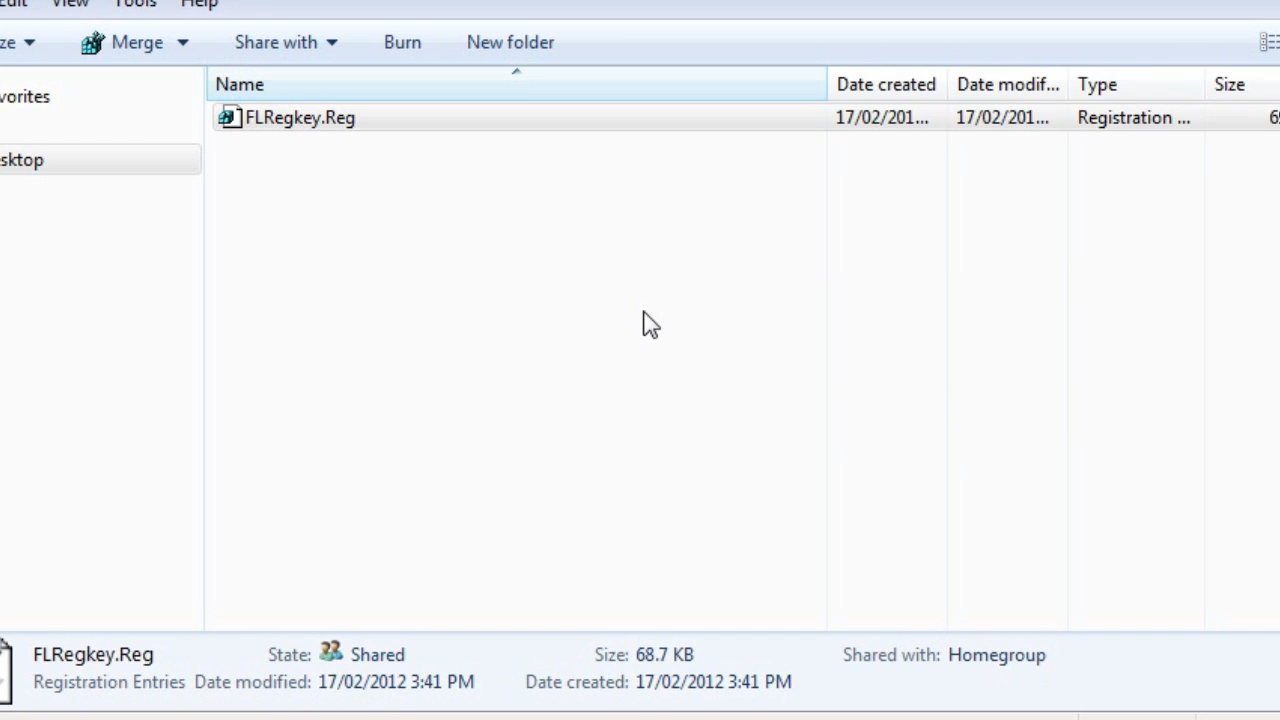 Edit View Tools Help
ze Merge Share with Burn New folder
vorites
Name Date created Date modif... Type Size
FLRegkey.Reg 17/02/201... 17/02/201... Registration ... 6
sktop
FLRegkey.Reg State: Shared Size: 68.7 KB Shared with: Homegroup
Registration Entries Date modified: 17/02/2012 3:41 PM Date created: 17/02/2012 3:41 PM